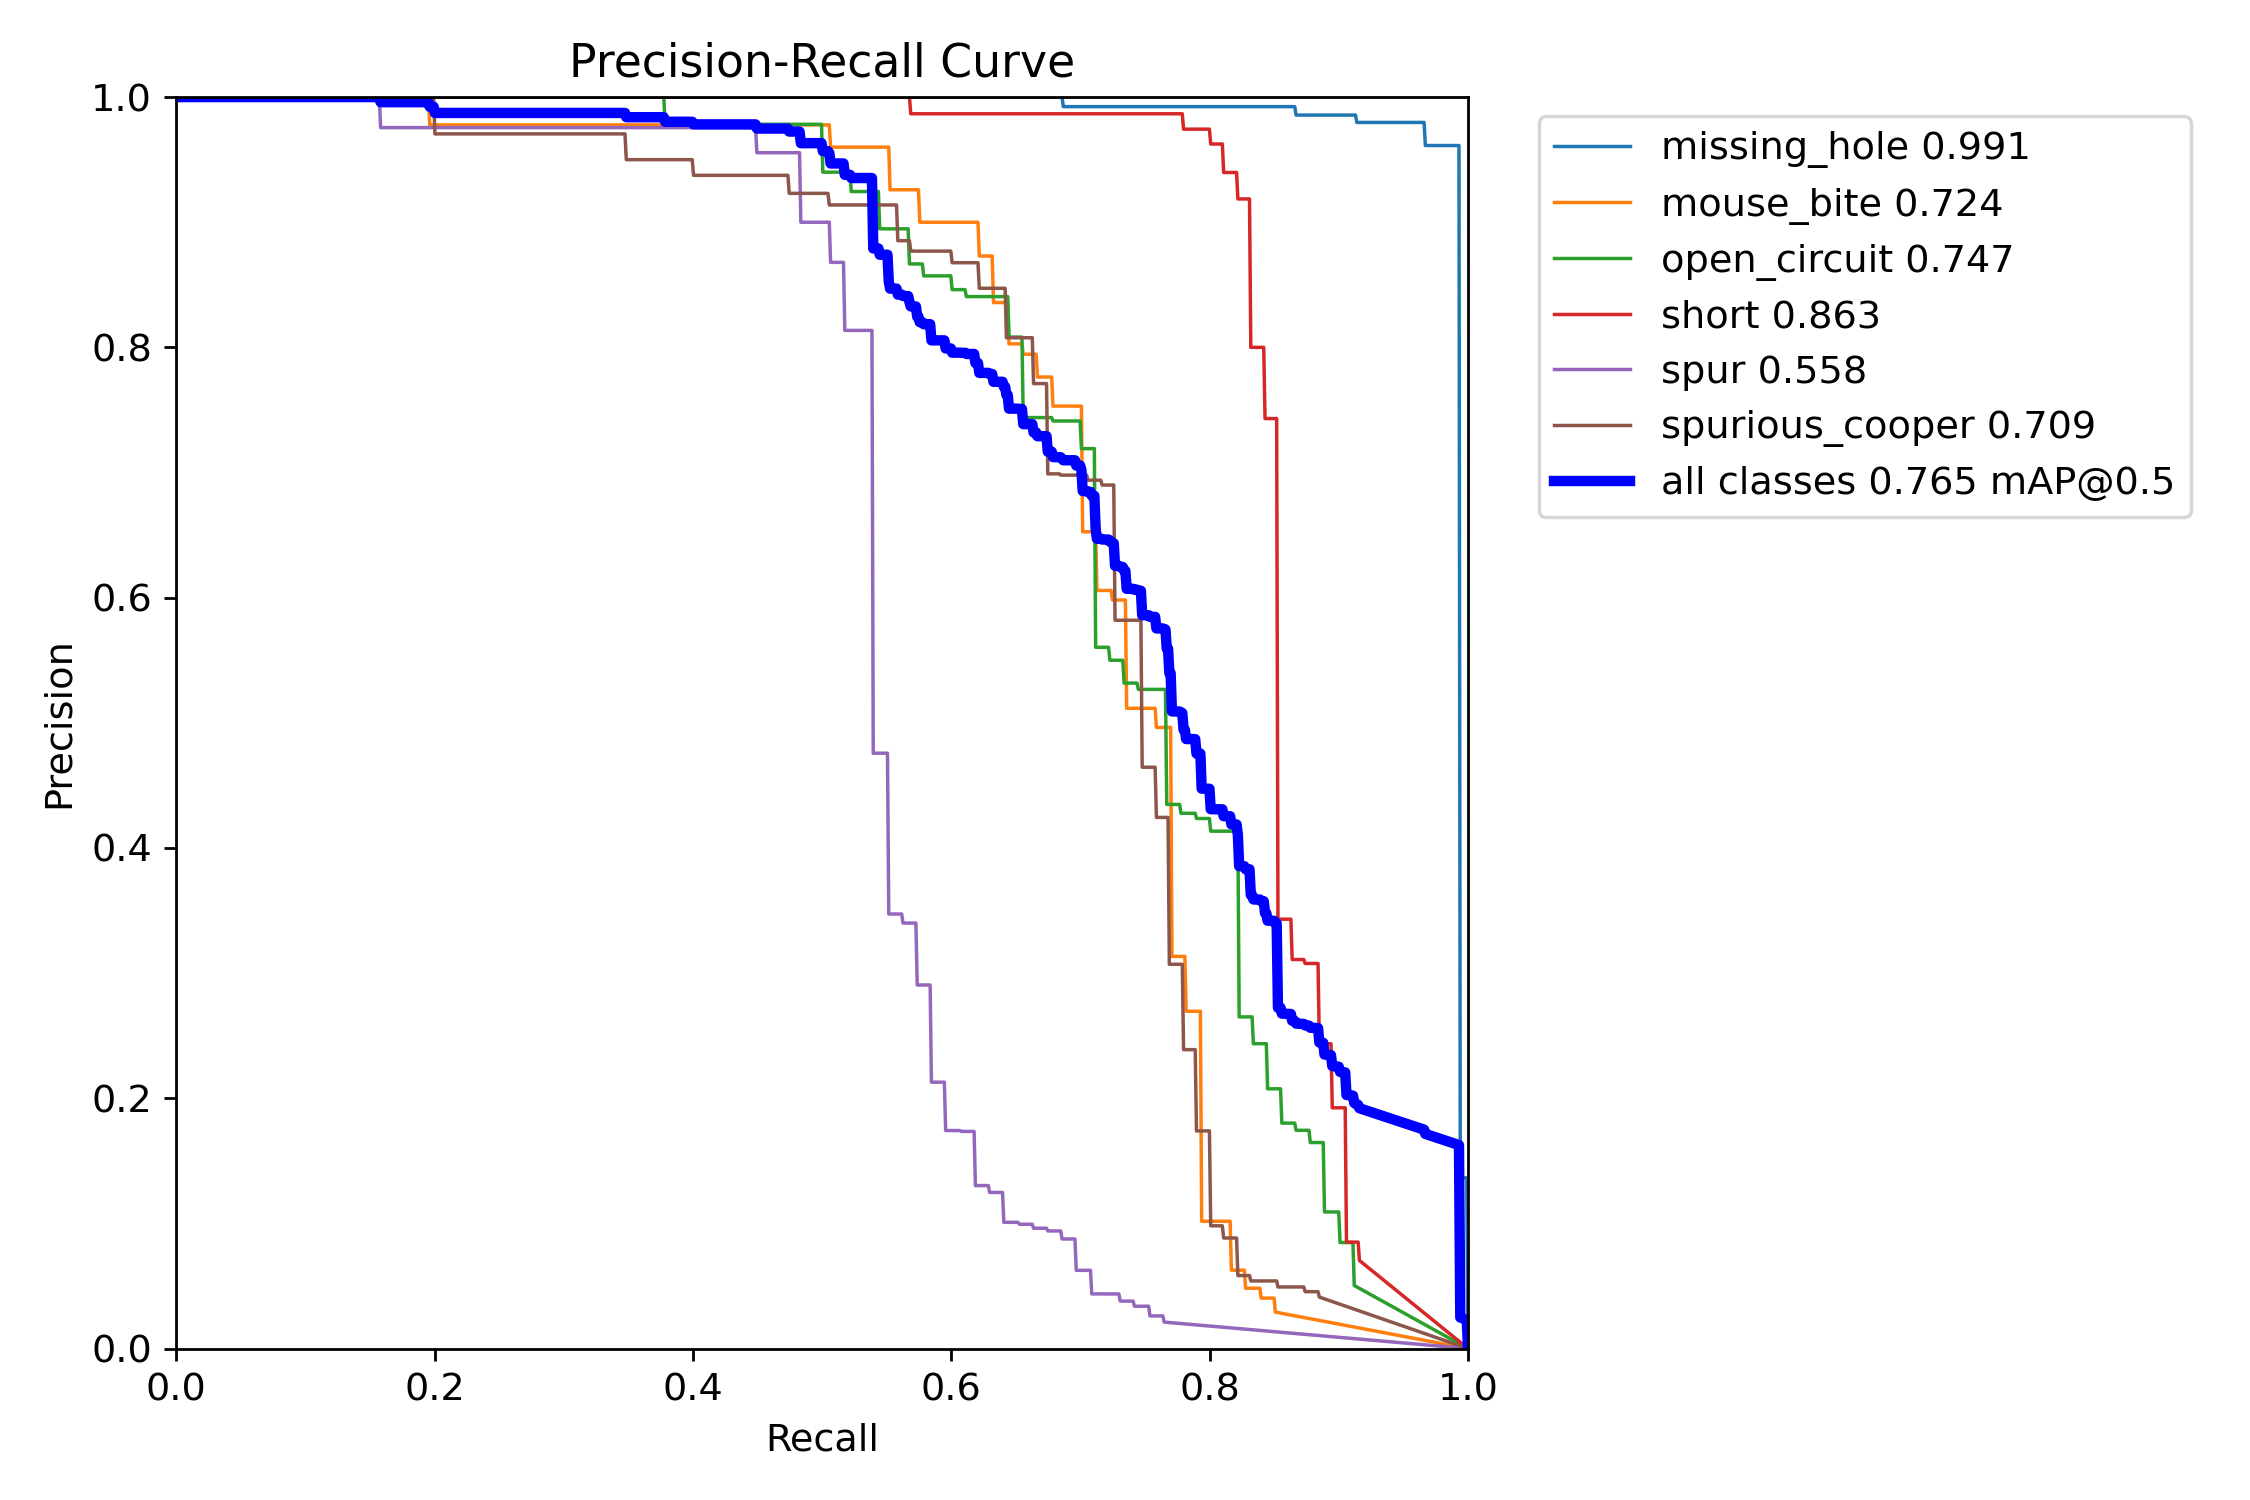 Precision-Recall Curve
1.0
0.8
0.6
0.4
0.2
0.0
Precision
0.0 0.2 0.4 0.6 0.8 1.0
Recall
missing_hole 0.991
mouse_bite 0.724
open_circuit 0.747
short 0.863
spur 0.558
spurious_cooper 0.709
all classes 0.765 mAP@0.5